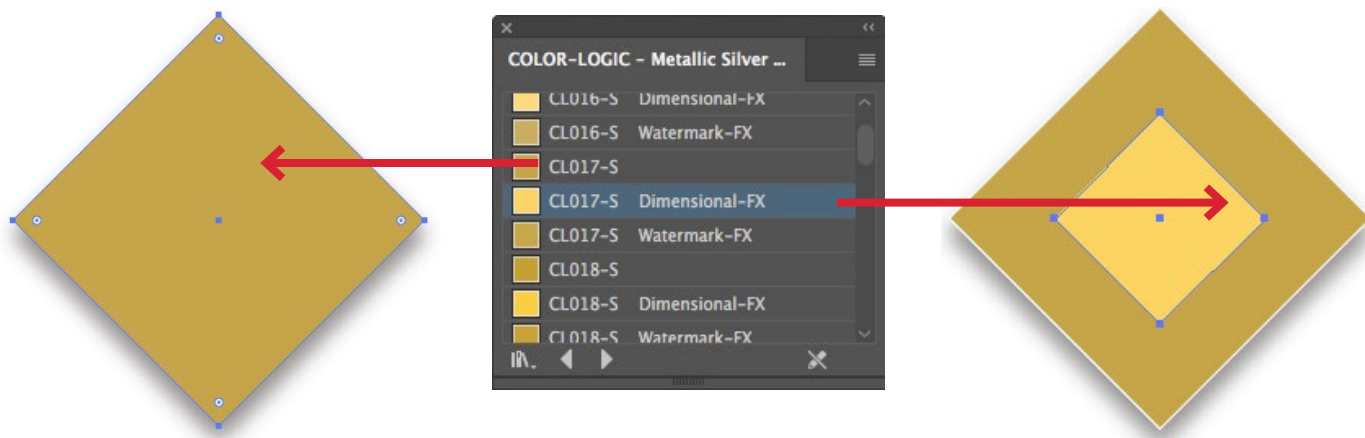 COLOR-LOGIC - Metallic Silver ...
CL016-S Dimensional-FX
CL016-S Watermark-FX
CL017-S
CL017-S Dimensional-FX
CL017-S Watermark-FX
CL018-S
CL018-S Dimensional-FX
CL018-S Watermark-FX